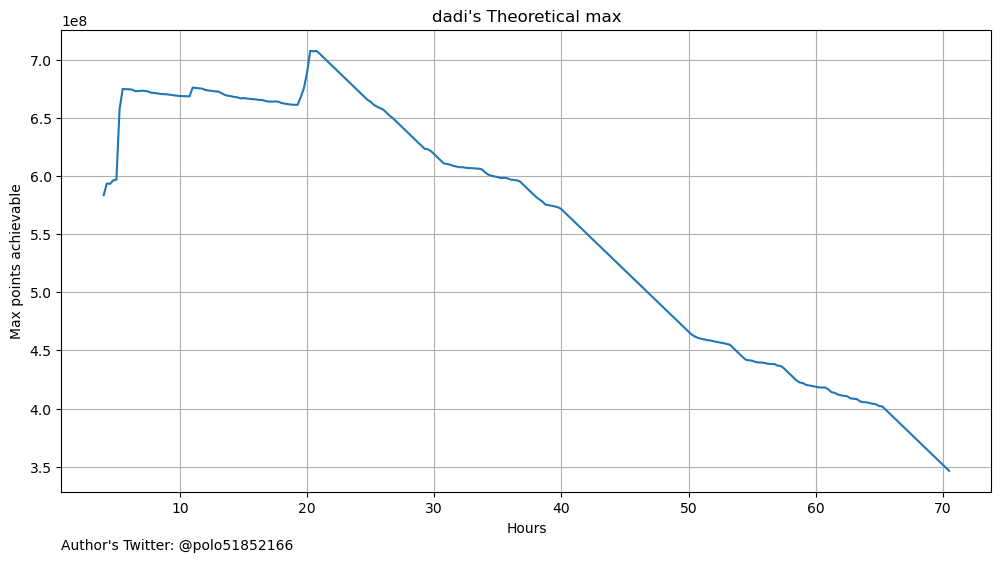 dadi's Theoretical max
1e8
7.0
6.5
6.0
5.5
5.0
4.5
4.0
3.5
Max points achievable
10 20 30 40 50 60 70
Hours
Author's Twitter: @polo51852166